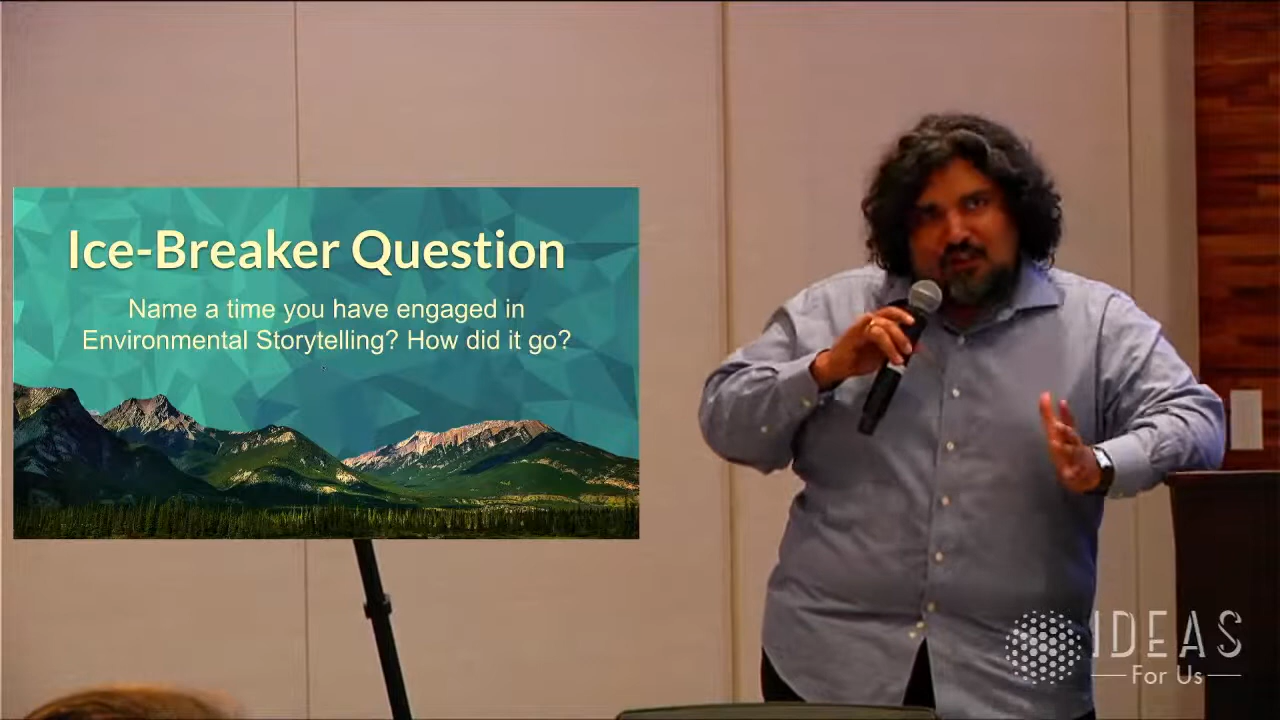 Ice-Breaker Question
Name a time you have engaged in
Environmental Storytelling? How did it go?
IDEAS
For Us